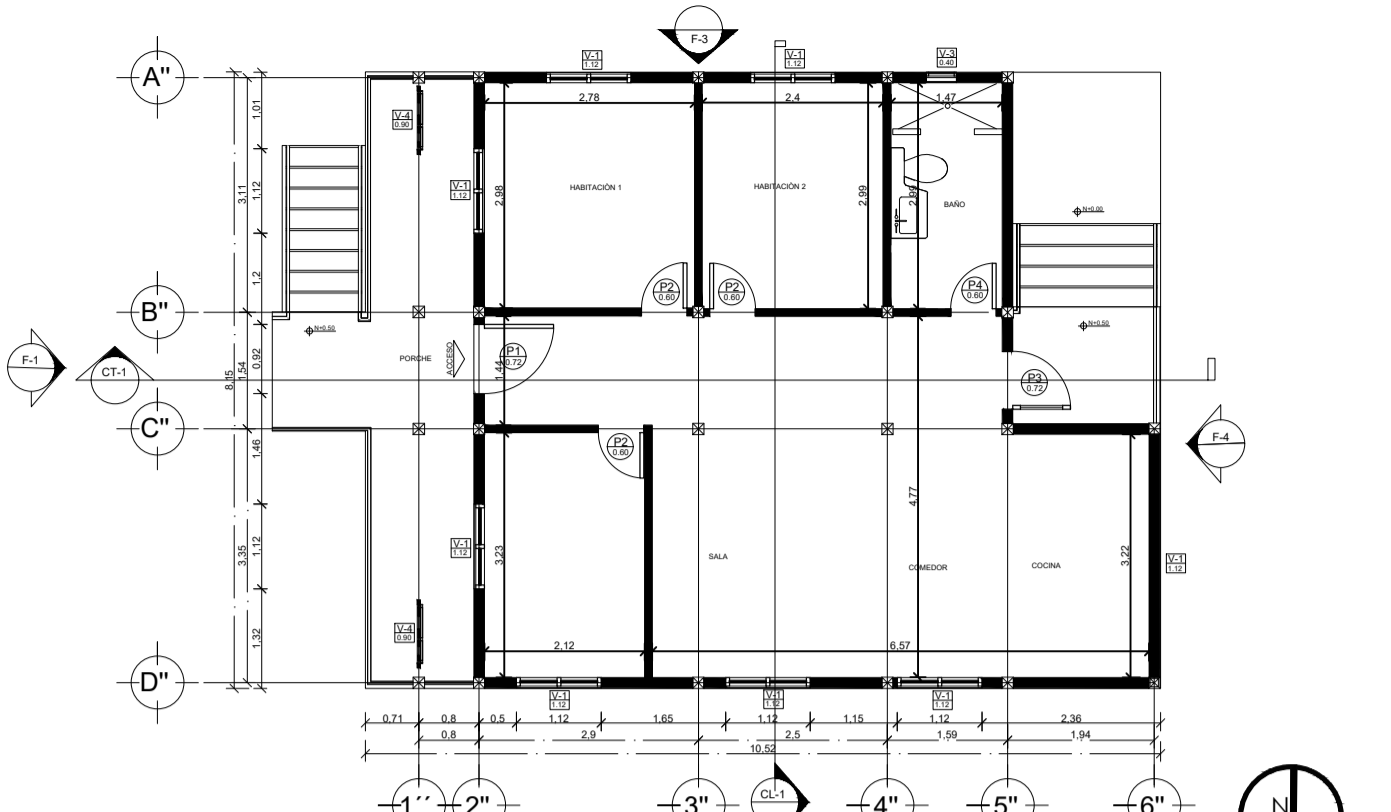 F-3
A''
V-1
1.12
V-1
1.12
V-3
0.40
2,78
2,4
1,47
V-4
0.90
1,01
3,11
1,12
1,2
V-1
1.12
2,98
HABITACIÓN 1
HABITACIÓN 2
2,99
2,99
BAÑO
N+0.00
P2
0.60
P2
0.60
P4
0.60
B''
N+0.50
N+0.50
F-1
CT-1
8,15
1,54
0,92
PORCHE
ACCESO
P1
0.72
1,44
P3
0.72
C''
F-4
P2
0.60
1,46
3,35
1,12
1,32
V-1
1.12
3,23
4,77
SALA
COMEDOR
COCINA
3,22
V-1
1.12
V-4
0.90
2,12
6,57
D''
V-1
1.12
V-1
1.12
V-1
1.12
0,71
0,8
0,5
1,12
1,65
1,12
1,15
1,12
2,36
0,8
2,9
2,5
1,59
1,94
10,52
1´´
2''
3''
CL-1
4''
5''
6''
N